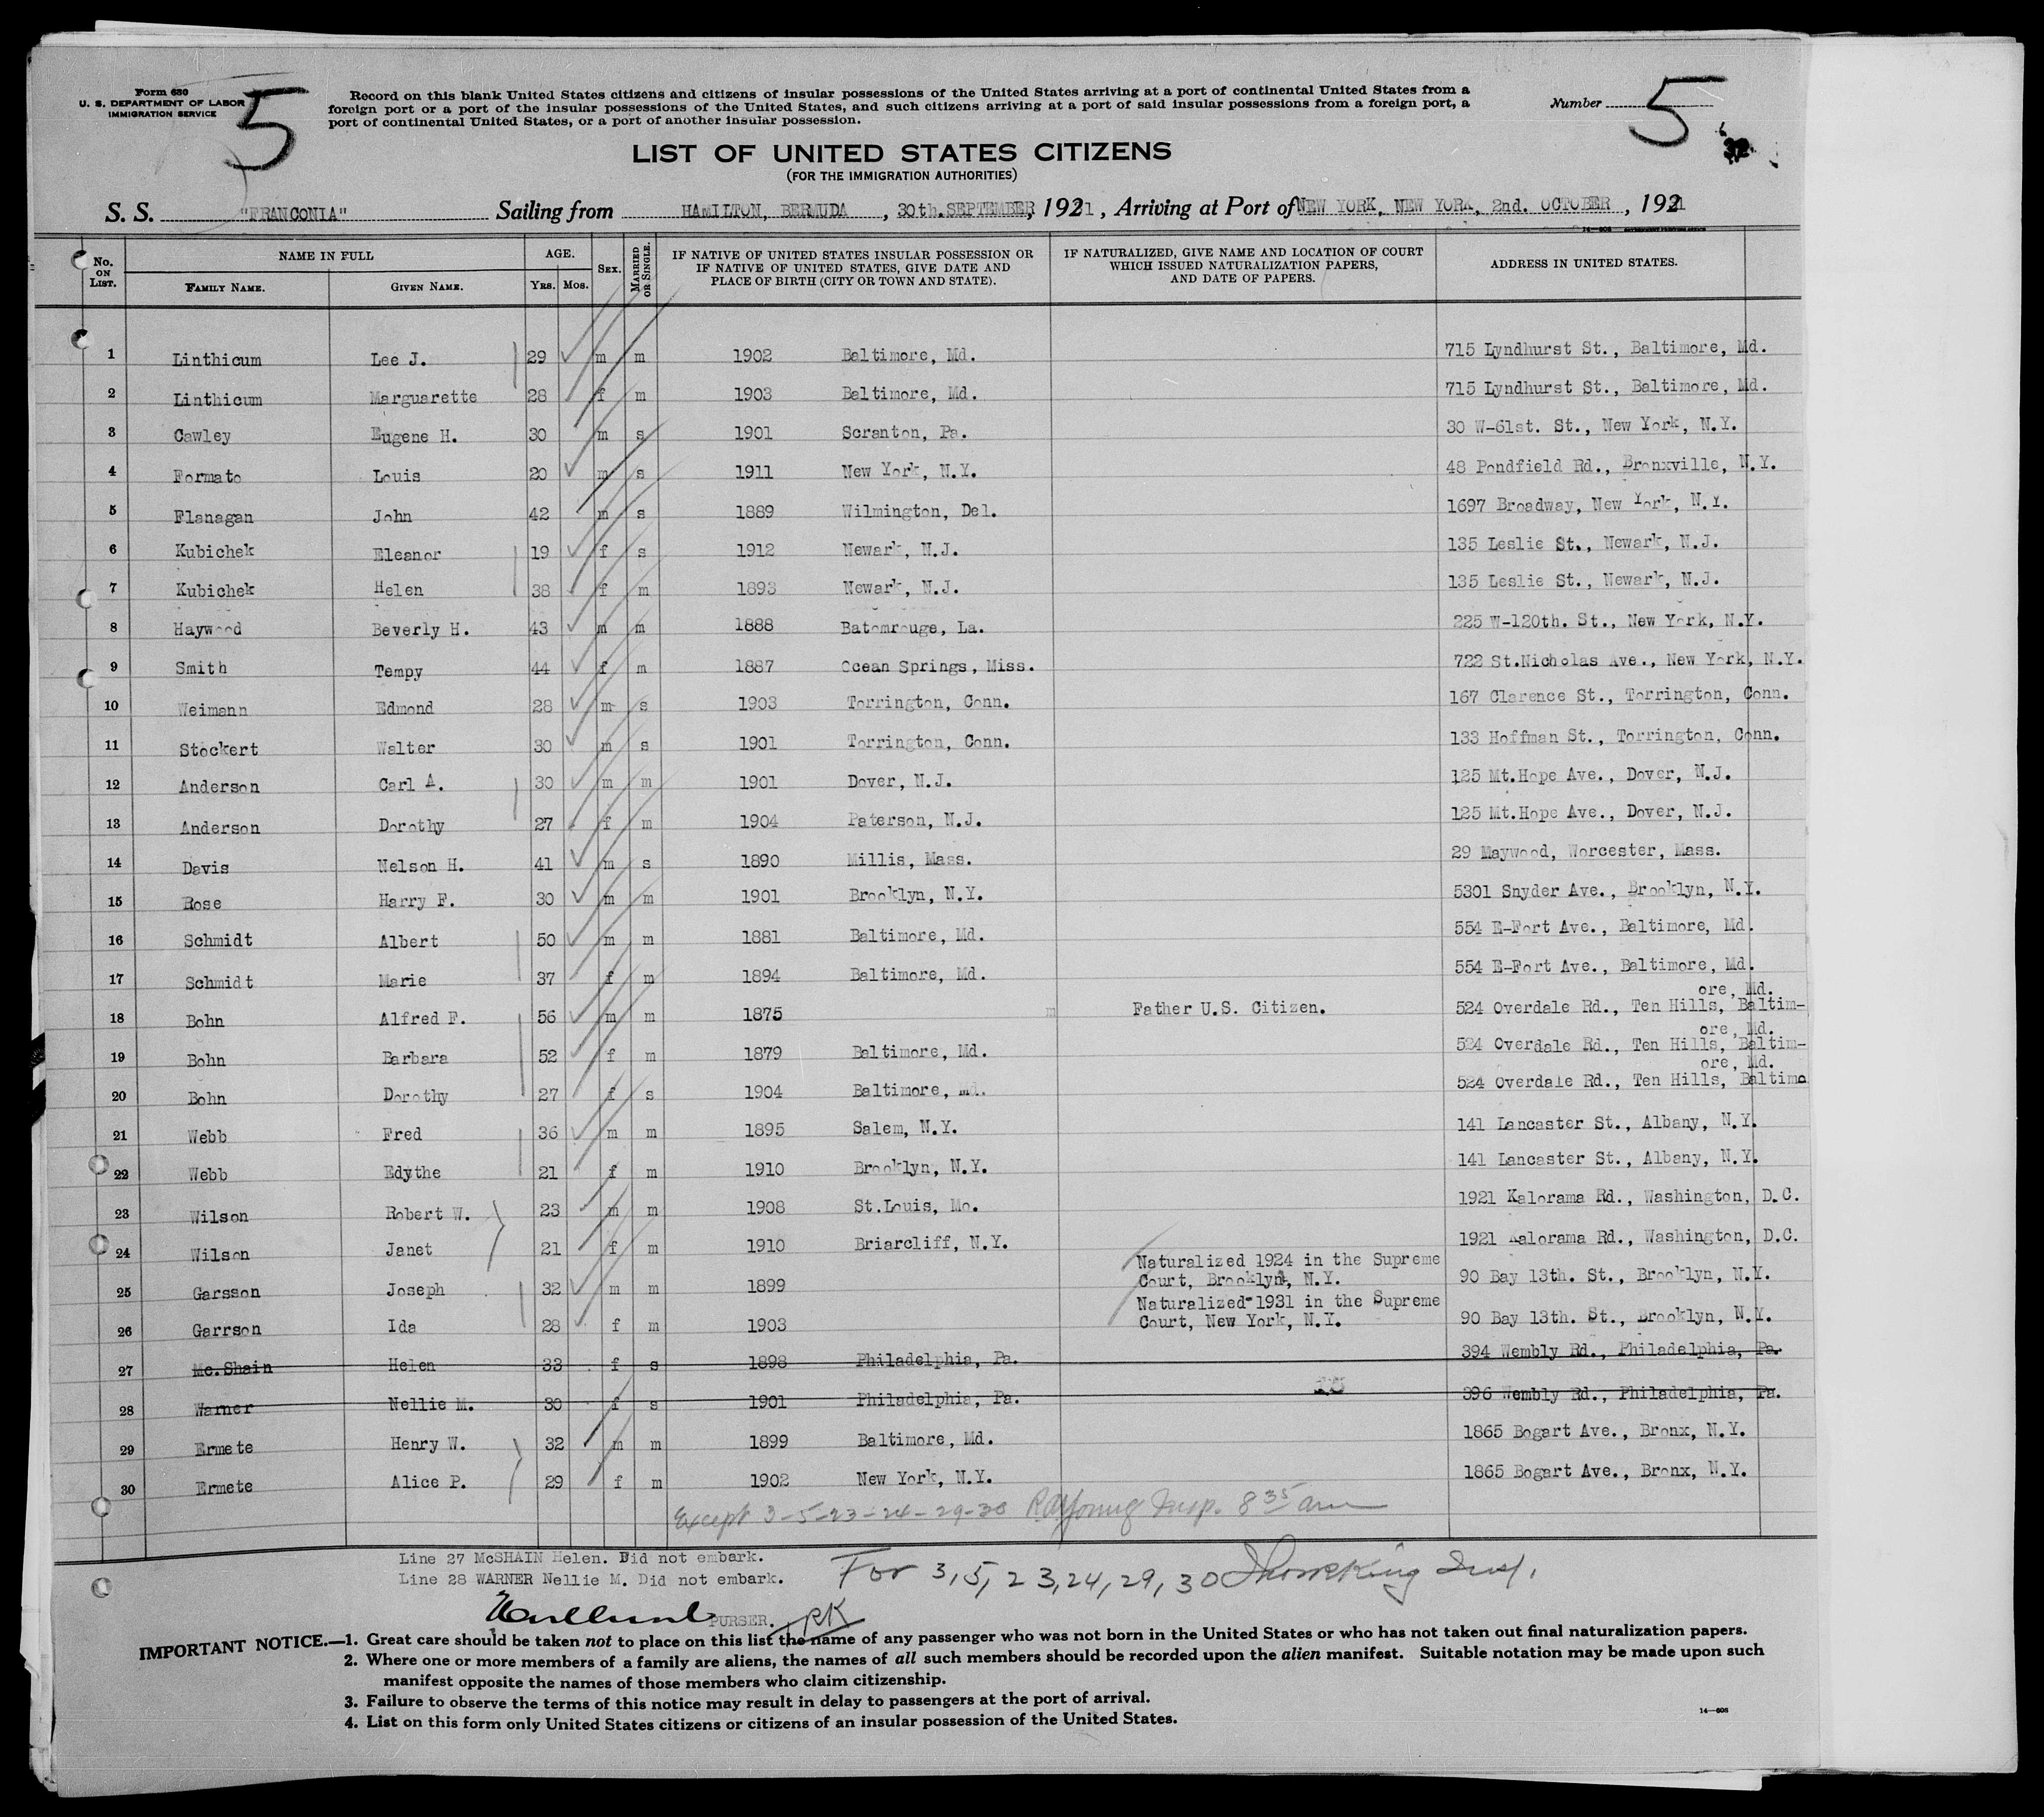 Form 630
U. S. DEPARTMENT OF LABOR
IMMIGRATION SERVICE
5
Record on this blank United States citizens and citizens of insular possessions of the United States arriving at a port of continental United States from a
foreign port or a port of the insular possessions of the United States, and such citizens arriving at a port of said insular possessions from a foreign port, a
port of continental United States, or a port of another insular possession.
Number 5
LIST OF UNITED STATES CITIZENS
(FOR THE IMMIGRATION AUTHORITIES)
S. S. "FRANCONIA" Sailing from HAMILTON, BERMUDA, 30th. SEPTEMBER, 1921, Arriving at Port of NEW YORK, NEW YORK, 2nd. OCTOBER, 1921
No. ON LIST. NAME IN FULL FAMILY NAME. GIVEN NAME. AGE. YRS. MOS. SEX. MARRIED OR SINGLE. IF NATIVE OF UNITED STATES INSULAR POSSESSION OR IF NATIVE OF UNITED STATES, GIVE DATE AND PLACE OF BIRTH (CITY OR TOWN AND STATE). IF NATURALIZED, GIVE NAME AND LOCATION OF COURT WHICH ISSUED NATURALIZATION PAPERS, AND DATE OF PAPERS. ADDRESS IN UNITED STATES.
1 Linthicum Lee J. 29 m m 1902 Baltimore, Md. 715 Lyndhurst St., Baltimore, Md.
2 Linthicum Marguarette 28 f m 1903 Baltimore, Md. 715 Lyndhurst St., Baltimore, Md.
3 Cawley Eugene H. 30 m s 1901 Scranton, Pa. 30 W-61st. St., New York, N.Y.
4 Formato Louis 20 m s 1911 New York, N.Y. 48 Pondfield Rd., Bronxville, N.Y.
5 Flanagan John 42 m s 1889 Wilmington, Del. 1697 Broadway, New York, N.Y.
6 Kubichek Eleanor 19 f s 1912 Newark, N.J. 135 Leslie St., Newark, N.J.
7 Kubichek Helen 38 f m 1893 Newark, N.J. 135 Leslie St., Newark, N.J.
8 Haywood Beverly H. 43 m m 1888 Batomrouge, La. 225 W-120th. St., New York, N.Y.
9 Smith Tempy 44 f m 1887 Ocean Springs, Miss. 722 St.Nicholas Ave., New York, N.Y.
10 Weimann Edmond 28 m s 1903 Torrington, Conn. 167 Clarence St., Torrington, Conn.
11 Stockert Walter 30 m s 1901 Torrington, Conn. 133 Hoffman St., Torrington, Conn.
12 Anderson Carl A. 30 m m 1901 Dover, N.J. 125 Mt.Hope Ave., Dover, N.J.
13 Anderson Dorothy 27 f m 1904 Paterson, N.J. 125 Mt.Hope Ave., Dover, N.J.
14 Davis Nelson H. 41 m s 1890 Millis, Mass. 29 Maywood, Worcester, Mass.
15 Rose Harry F. 30 m m 1901 Brooklyn, N.Y. 5301 Snyder Ave., Brooklyn, N.Y.
16 Schmidt Albert 50 m m 1881 Baltimore, Md. 554 E-Fort Ave., Baltimore, Md.
17 Schmidt Marie 37 f m 1894 Baltimore, Md. 554 E-Fort Ave., Baltimore, Md.
ore, Md.
18 Bohn Alfred F. 56 m m 1875 m Father U.S. Citizen. 524 Overdale Rd., Ten Hills, Baltim-
ore, Md.
19 Bohn Barbara 52 f m 1879 Baltimore, Md. 524 Overdale Rd., Ten Hills, Baltim-
ore, Md.
20 Bohn Dorothy 27 f s 1904 Baltimore, Md. 524 Overdale Rd., Ten Hills, Baltimo
21 Webb Fred 36 m m 1895 Salem, N.Y. 141 Lancaster St., Albany, N.Y.
22 Webb Edythe 21 f m 1910 Brooklyn, N.Y. 141 Lancaster St., Albany, N.Y.
23 Wilson Robert W. 23 m m 1908 St.Louis, Mo. 1921 Kalorama Rd., Washington, D.C.
24 Wilson Janet 21 f m 1910 Briarcliff, N.Y. 1921 Kalorama Rd., Washington, D.C.
Naturalized 1924 in the Supreme
25 Garsson Joseph 32 m m 1899 Court, Brooklyn, N.Y. 90 Bay 13th. St., Brooklyn, N.Y.
Naturalized-1931 in the Supreme
26 Garrson Ida 28 f m 1903 Court, New York, N.Y. 90 Bay 13th. St., Brooklyn, N.Y.
27 Mc.Shain Helen 33 f s 1898 Philadelphia, Pa. 394 Wembly Rd., Philadelphia, Pa.
28 Warner Nellie M. 30 f s 1901 Philadelphia, Pa. 396 Wembly Rd., Philadelphia, Pa.
29 Ermete Henry W. 32 m m 1899 Baltimore, Md. 1865 Bogart Ave., Bronx, N.Y.
30 Ermete Alice P. 29 f m 1902 New York, N.Y. 1865 Bogart Ave., Bronx, N.Y.
Except 3-5-23-24-29-30 Young Insp. 8 35 am
Line 27 McSHAIN Helen. Did not embark.
Line 28 WARNER Nellie M. Did not embark.
For 3, 5, 23, 24, 29, 30 King Insp.
PURSER. RK
IMPORTANT NOTICE.—1. Great care should be taken not to place on this list the name of any passenger who was not born in the United States or who has not taken out final naturalization papers.
2. Where one or more members of a family are aliens, the names of all such members should be recorded upon the alien manifest. Suitable notation may be made upon such
manifest opposite the names of those members who claim citizenship.
3. Failure to observe the terms of this notice may result in delay to passengers at the port of arrival.
4. List on this form only United States citizens or citizens of an insular possession of the United States.
14—608